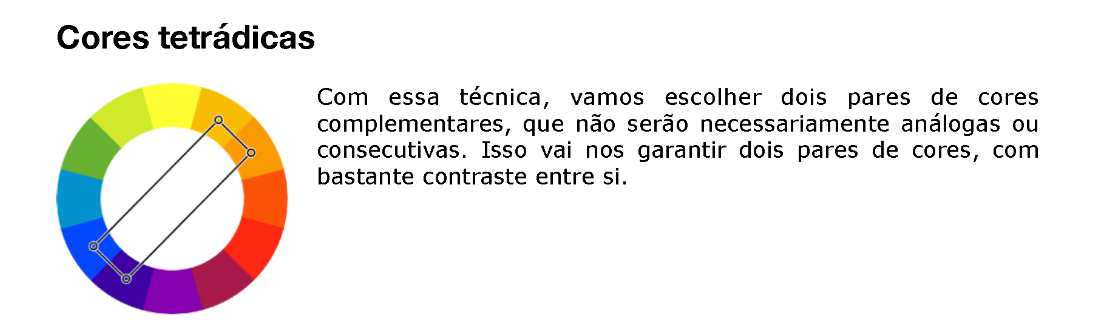 Cores tetrádicas
Com essa técnica, vamos escolher dois pares de cores
complementares, que não serão necessariamente análogas ou
consecutivas. Isso vai nos garantir dois pares de cores, com
bastante contraste entre si.